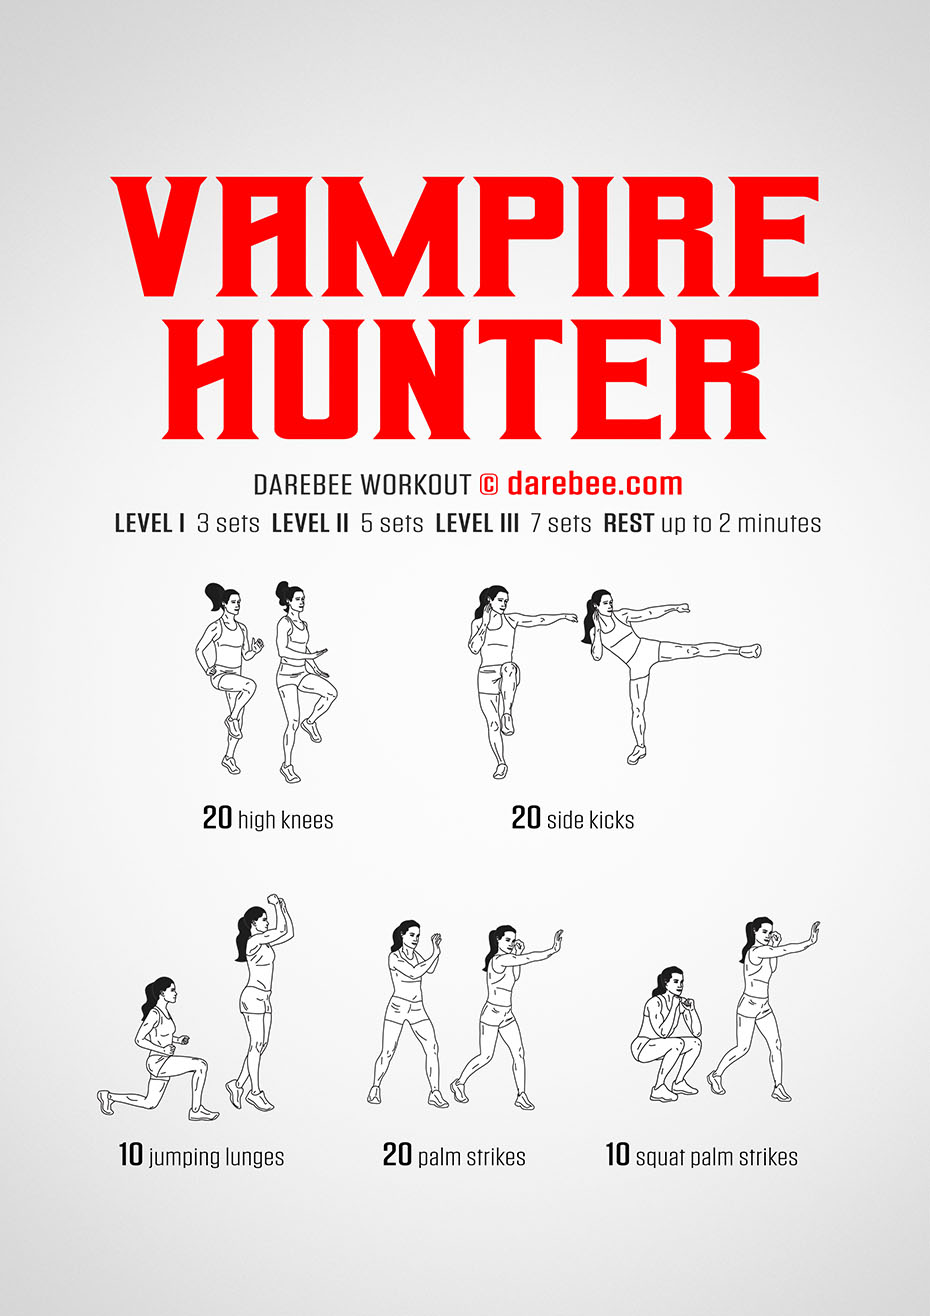 VAMPIRE
HUNTER
DAREBEE WORKOUT © darebee.com
LEVEL I 3 sets LEVEL II 5 sets LEVEL III 7 sets REST up to 2 minutes
20 high knees
20 side kicks
10 jumping lunges
20 palm strikes
10 squat palm strikes